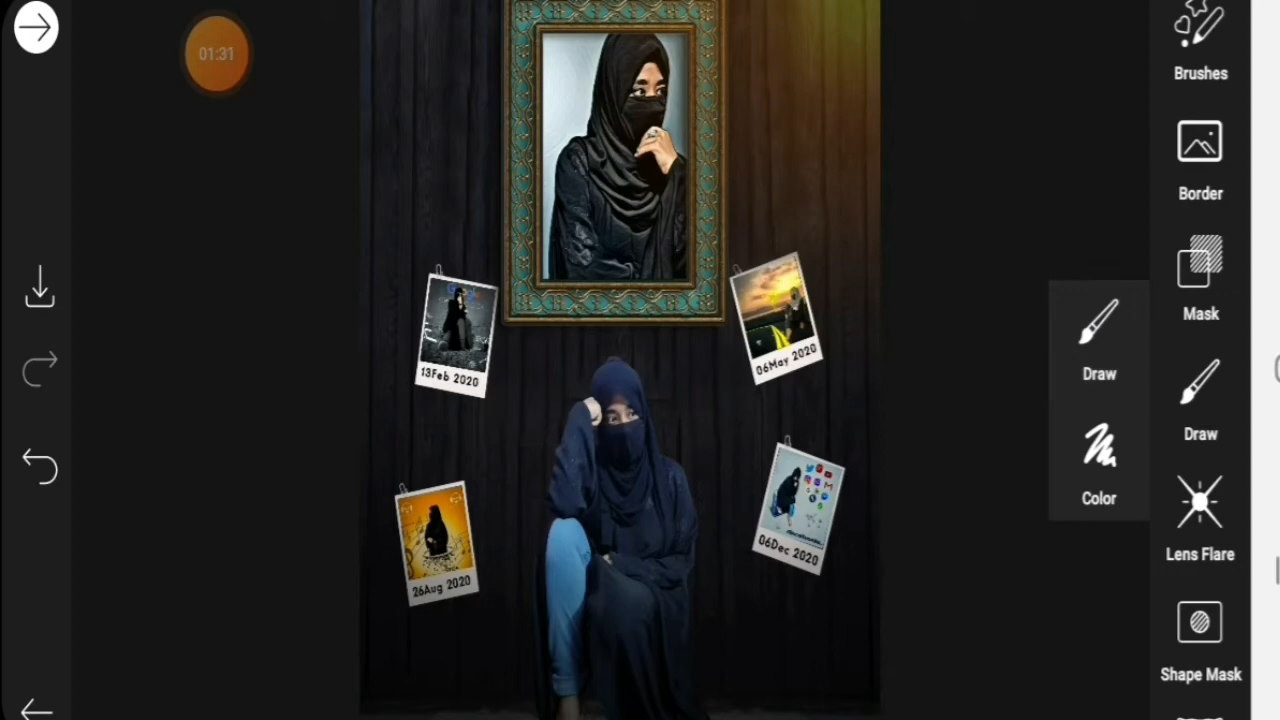 01:31
Brushes
Border
Mask
Draw
Draw
Color
Lens Flare
Shape Mask
13Feb 2020
06May 2020
26Aug 2020
06Dec 2020